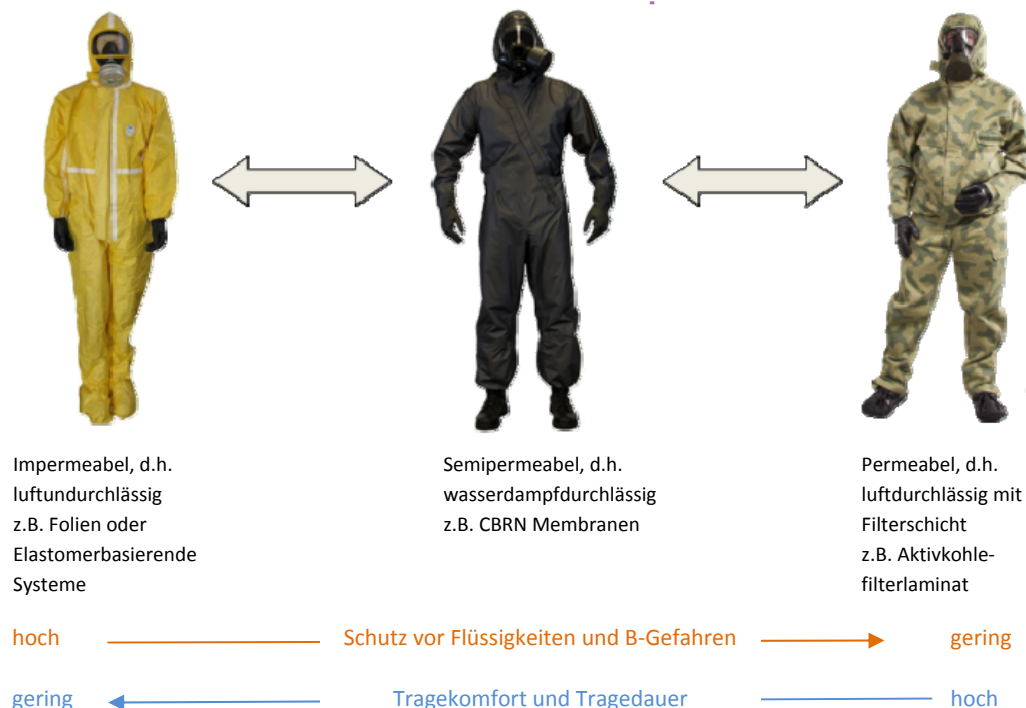 Impermeabel, d.h.
luftundurchlässig
z.B. Folien oder
Elastomerbasierende
Systeme
Semipermeabel, d.h.
wasserdampfdurchlässig
z.B. CBRN Membranen
Permeabel, d.h.
luftdurchlässig mit
Filterschicht
z.B. Aktivkohle-
filterlaminat
hoch Schutz vor Flüssigkeiten und B-Gefahren gering
gering Tragekomfort und Tragedauer hoch